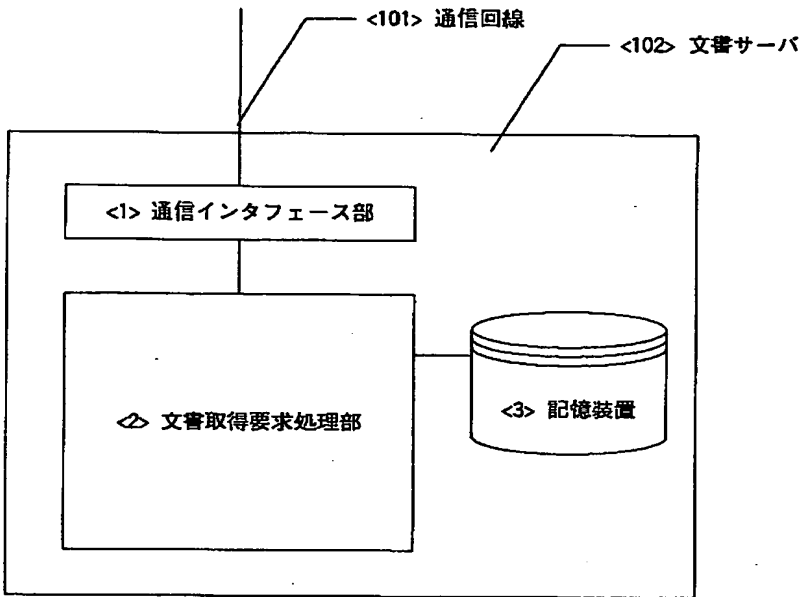 <101> 通信回線
<102> 文書サーバ
<1> 通信インタフェース部
<2> 文書取得要求処理部
<3> 記憶装置